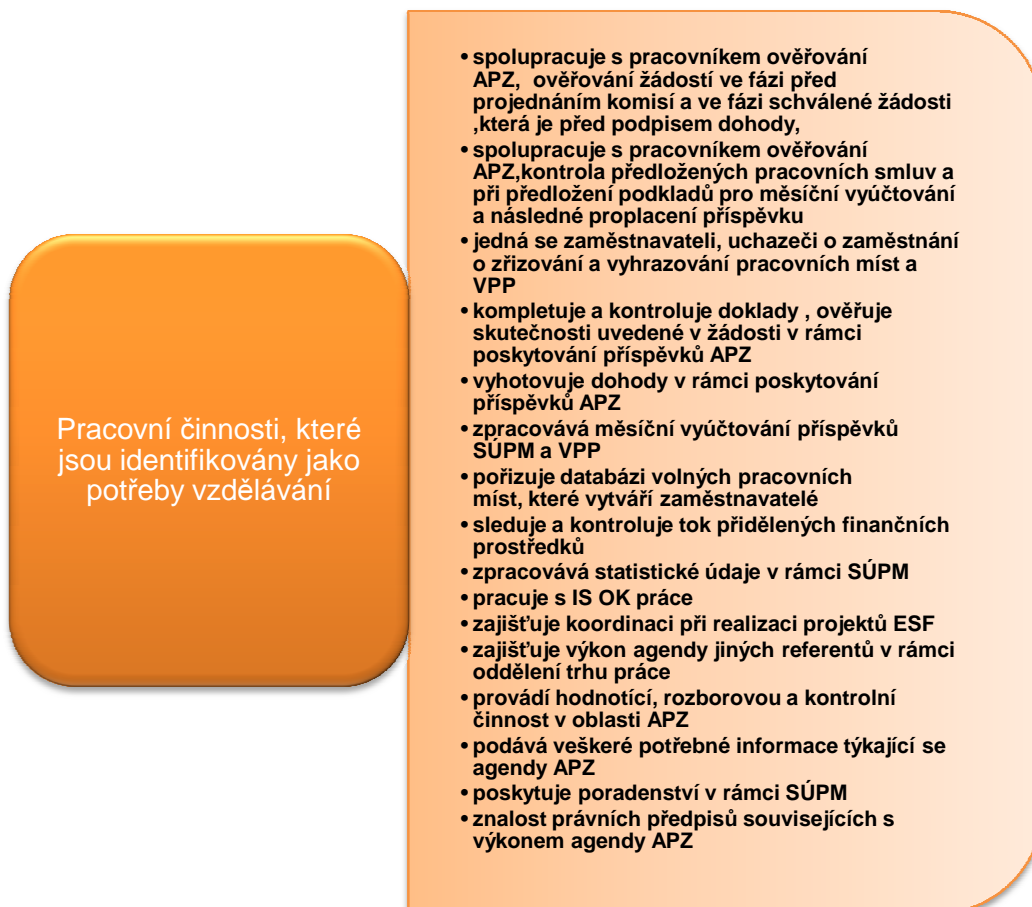 Pracovní činnosti, které
jsou identifikovány jako
potřeby vzdělávání
• spolupracuje s pracovníkem ověřování
APZ, ověřování žádostí ve fázi před
projednáním komisí a ve fázi schválené žádosti
,která je před podpisem dohody,
• spolupracuje s pracovníkem ověřování
APZ,kontrola předložených pracovních smluv a
při předložení podkladů pro měsíční vyúčtování
a následné proplacení příspěvku
• jedná se zaměstnavateli, uchazeči o zaměstnání
o zřizování a vyhrazování pracovních míst a
VPP
• kompletuje a kontroluje doklady , ověřuje
skutečnosti uvedené v žádosti v rámci
poskytování příspěvků APZ
• vyhotovuje dohody v rámci poskytování
příspěvků APZ
• zpracovává měsíční vyúčtování příspěvků
SÚPM a VPP
• pořizuje databázi volných pracovních
míst, které vytváří zaměstnavatelé
• sleduje a kontroluje tok přidělených finančních
prostředků
• zpracovává statistické údaje v rámci SÚPM
• pracuje s IS OK práce
• zajišťuje koordinaci při realizaci projektů ESF
• zajišťuje výkon agendy jiných referentů v rámci
oddělení trhu práce
• provádí hodnotící, rozborovou a kontrolní
činnost v oblasti APZ
• podává veškeré potřebné informace týkající se
agendy APZ
• poskytuje poradenství v rámci SÚPM
• znalost právních předpisů souvisejících s
výkonem agendy APZ